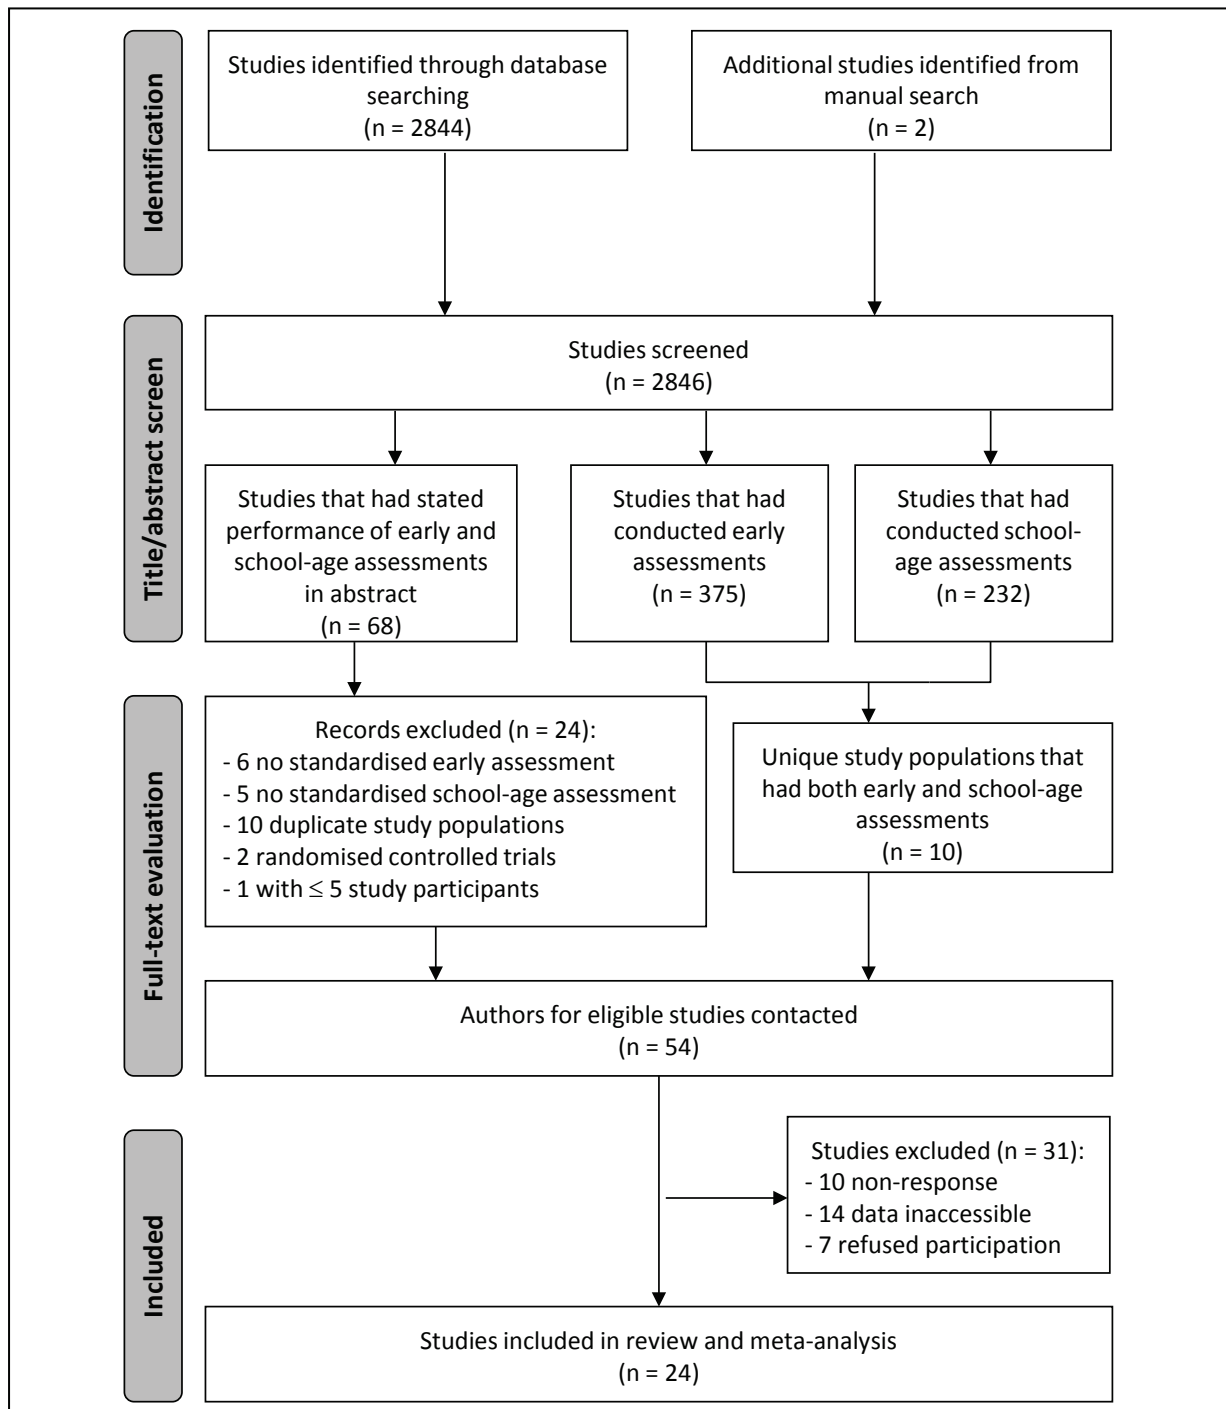 Identification
Studies identified through database
searching
(n = 2844)
Additional studies identified from
manual search
(n = 2)
Title/abstract screen
Studies screened
(n = 2846)
Studies that had stated
performance of early and
school-age assessments
in abstract
(n = 68)
Studies that had
conducted early
assessments
(n = 375)
Studies that had
conducted school-
age assessments
(n = 232)
Full-text evaluation
Records excluded (n = 24):
- 6 no standardised early assessment
- 5 no standardised school-age assessment
- 10 duplicate study populations
- 2 randomised controlled trials
- 1 with ≤ 5 study participants
Unique study populations that
had both early and school-age
assessments
(n = 10)
Authors for eligible studies contacted
(n = 54)
Included
Studies excluded (n = 31):
- 10 non-response
- 14 data inaccessible
- 7 refused participation
Studies included in review and meta-analysis
(n = 24)